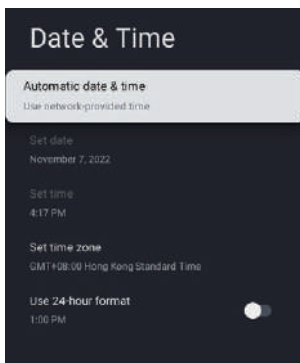 Date & Time
Automatic date & time
Use network-provided time
Set date
November 7, 2022
Set time
4:17 PM
Set time zone
GMT+08:00 Hong Kong Standard Time
Use 24-hour format
1:00 PM